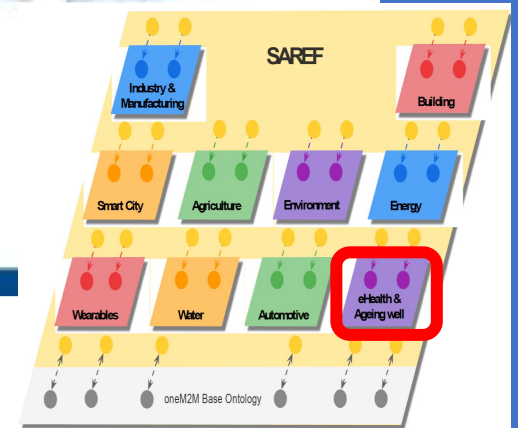 SAREF
Industry &
Manufacturing
Building
Smart City
Agriculture
Environment
Energy
Wearables
Water
Automotive
eHealth &
Ageing well
oneM2M Base Ontology